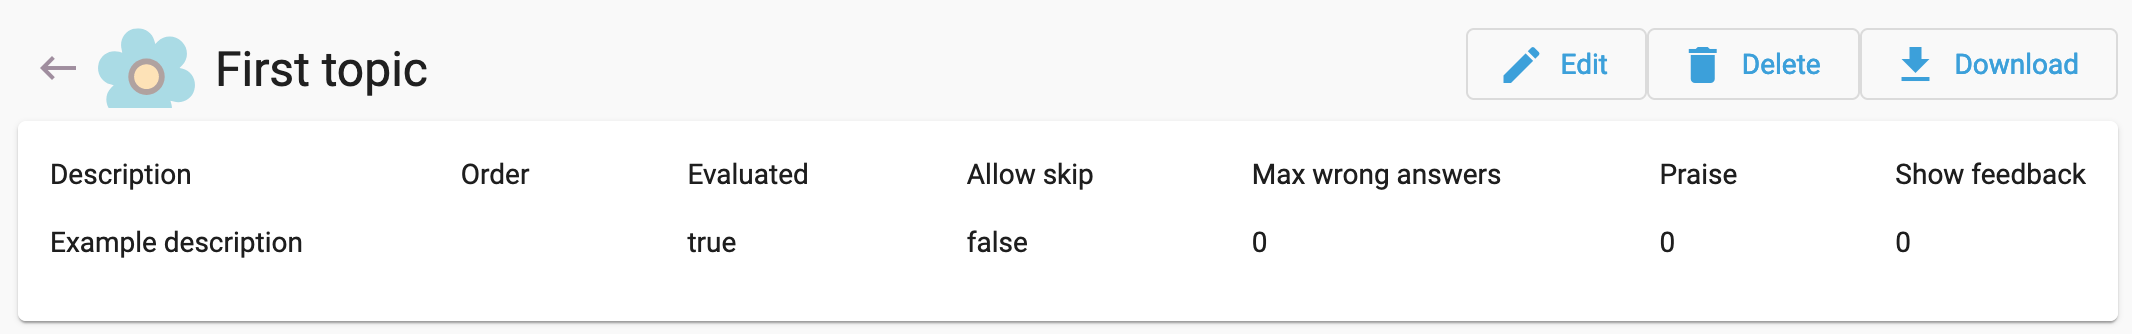 First topic
Edit Delete Download
Description Order Evaluated Allow skip Max wrong answers Praise Show feedback
Example description true false 0 0 0